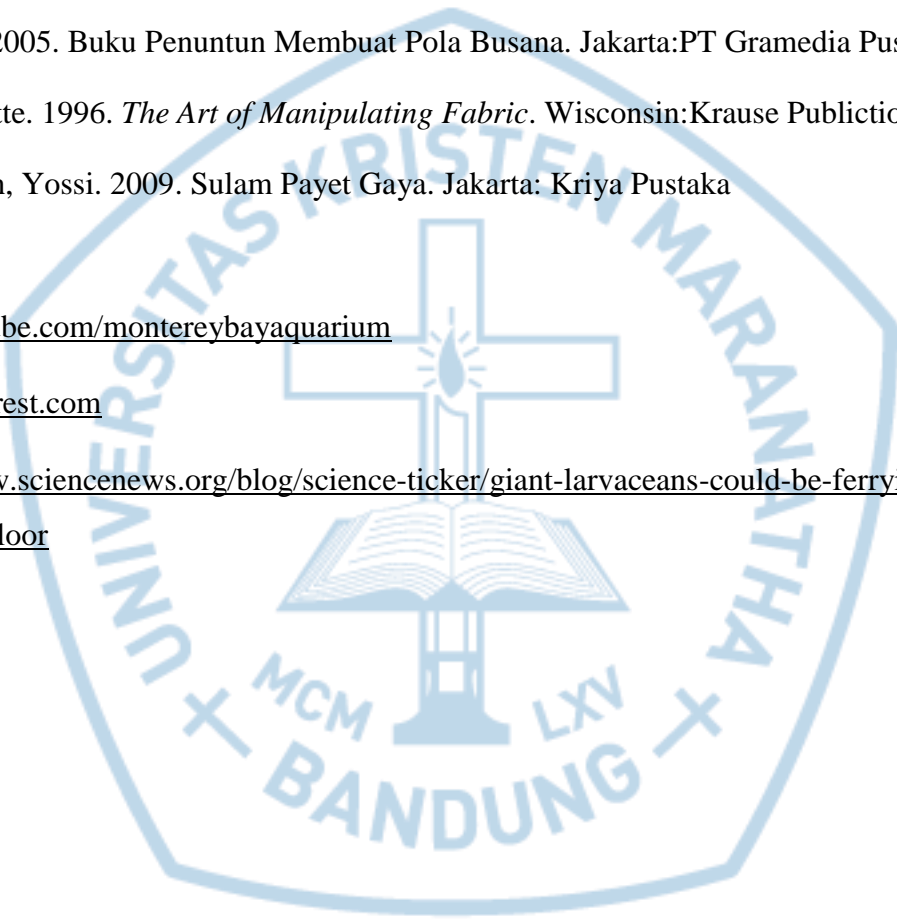 2005. Buku Penuntun Membuat Pola Busana. Jakarta:PT Gramedia Pus
tte. 1996. The Art of Manipulating Fabric. Wisconsin:Krause Publictio
n, Yossi. 2009. Sulam Payet Gaya. Jakarta: Kriya Pustaka
be.com/montereybayaquarium
rest.com
w.sciencenews.org/blog/science-ticker/giant-larvaceans-could-be-ferryi
loor
UNIVERSITAS KRISTEN MARANATHA
MCM LXV
BANDUNG